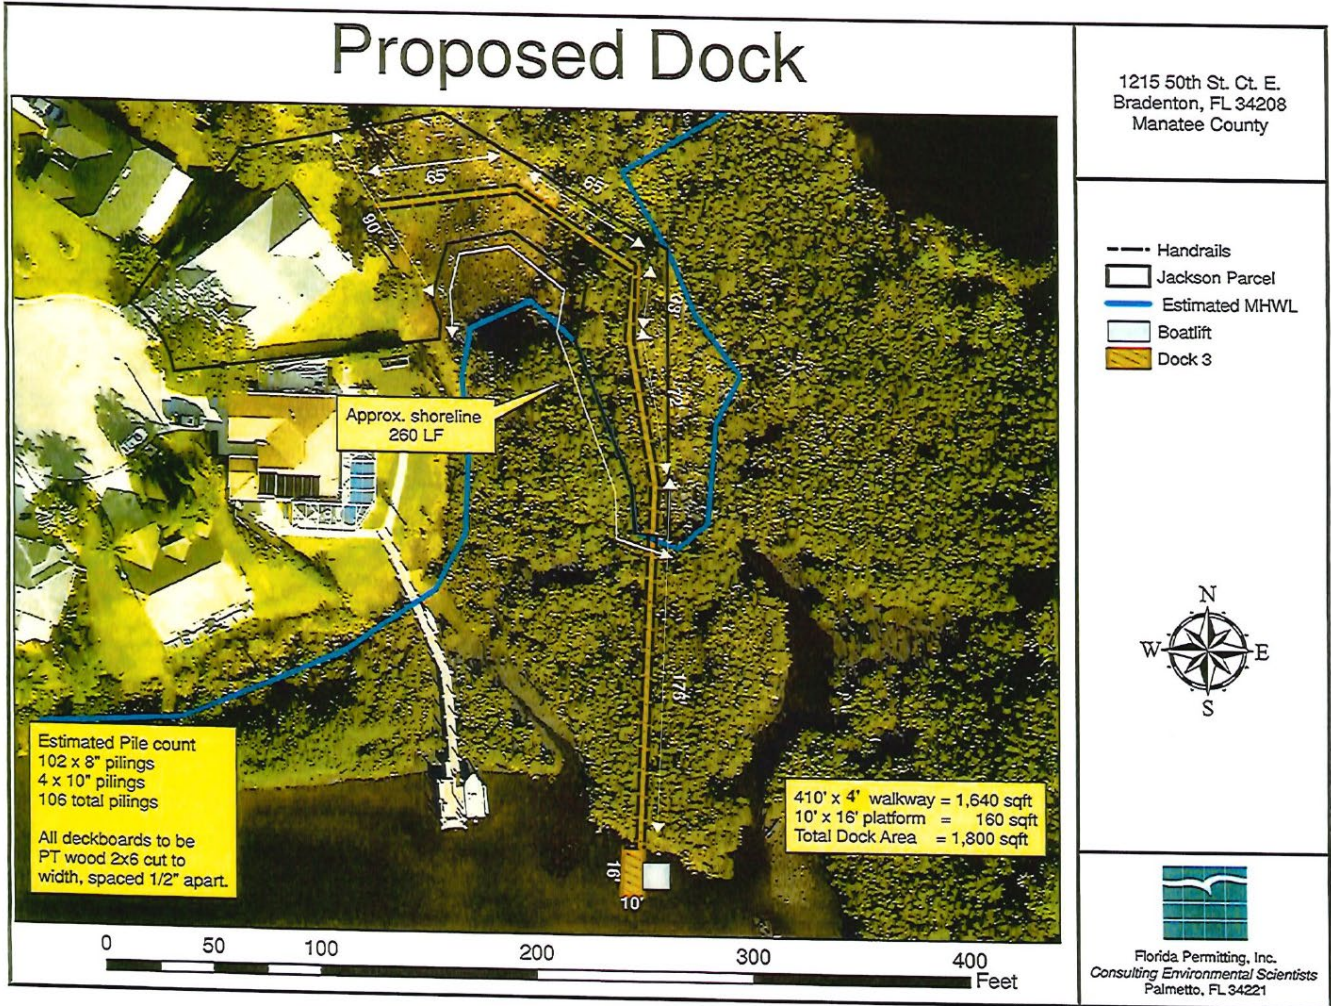 Proposed Dock
1215 50th St. Ct. E.
Bradenton, FL 34208
Manatee County
Handrails
Jackson Parcel
Estimated MHWL
Boatlift
Dock 3
65'
65'
90'
Approx. shoreline
260 LF
175'
16'
10'
Estimated Pile count
102 x 8" pilings
4 x 10" pilings
106 total pilings
All deckboards to be
PT wood 2x6 cut to
width, spaced 1/2" apart.
410' x 4' walkway = 1,640 sqft
10' x 16' platform = 160 sqft
Total Dock Area = 1,800 sqft
N
W
E
S
0 50 100 200 300 400
Feet
Florida Permitting, Inc.
Consulting Environmental Scientists
Palmetto, FL 34221